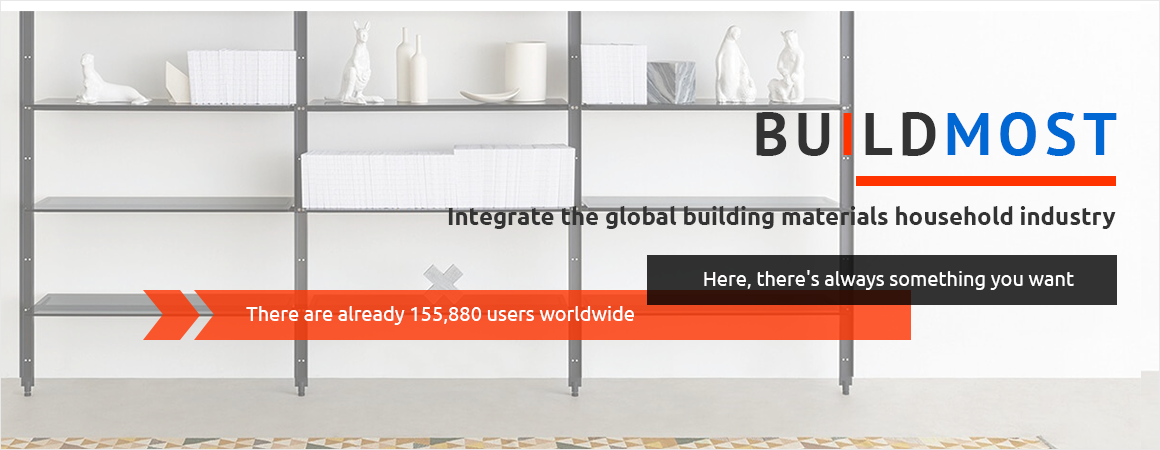 BUILDMOST
Integrate the global building materials household industry
Here, there's always something you want
There are already 155,880 users worldwide